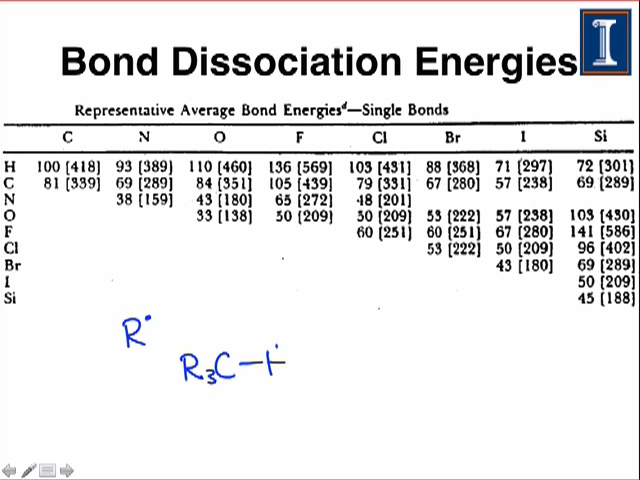 Bond Dissociation Energies
I
Representative Average Bond Energiesᵈ—Single Bonds
C N O F Cl Br I Si
H 100 [418] 93 [389] 110 [460] 136 [569] 103 [431] 88 [368] 71 [297] 72 [301]
C 81 [339] 69 [289] 84 [351] 105 [439] 79 [331] 67 [280] 57 [238] 69 [289]
N 38 [159] 43 [180] 65 [272] 48 [201]
O 33 [138] 50 [209] 50 [209] 53 [222] 57 [238] 103 [430]
F 60 [251] 60 [251] 67 [280] 141 [586]
Cl 53 [222] 50 [209] 96 [402]
Br 43 [180] 69 [289]
I 50 [209]
Si 45 [188]
R•
R₃C—